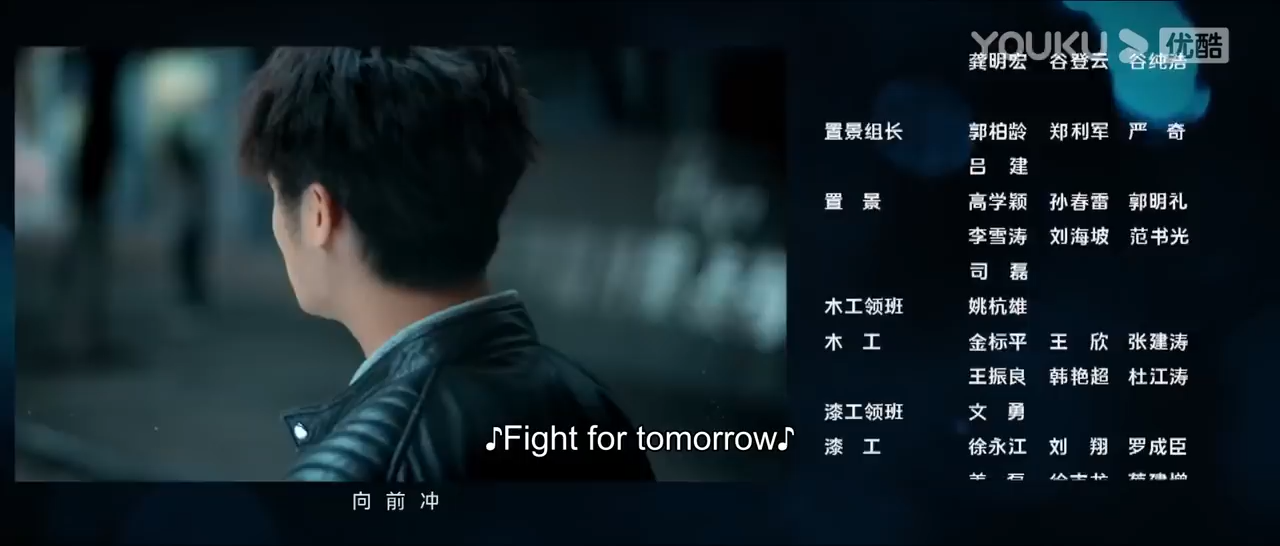 YOUKU 优酷
龚明宏 谷登云 谷纯浩
置景组长 郭柏龄 郑利军 严 奇
吕 建
置 景 高学颖 孙春雷 郭明礼
李雪涛 刘海坡 范书光
司 磊
木工领班 姚杭雄
木 工 金标平 王 欣 张建涛
王振良 韩艳超 杜江涛
漆工领班 文 勇
漆 工 徐永江 刘 翔 罗成臣
♪Fight for tomorrow♪
向前冲